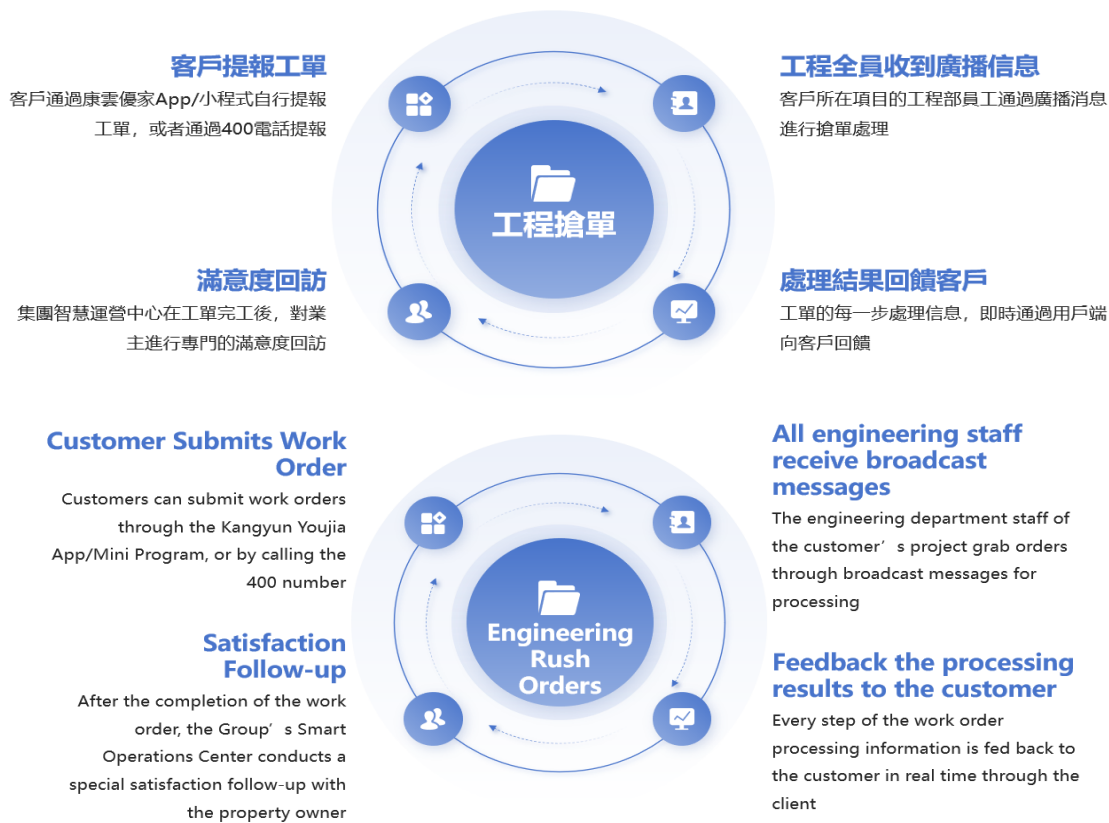 客戶提報工單
客戶通過康雲優家App/小程式自行提報
工單，或者通過400電話提報
工程全員收到廣播信息
客戶所在項目的工程部員工通過廣播消息
進行搶單處理
工程搶單
滿意度回訪
集團智慧運營中心在工單完工後，對業
主進行專門的滿意度回訪
處理結果回饋客戶
工單的每一步處理信息，即時通過用戶端
向客戶回饋
Customer Submits Work
Order
Customers can submit work orders
through the Kangyun Youjia
App/Mini Program, or by calling the
400 number
All engineering staff
receive broadcast
messages
The engineering department staff of
the customer’s project grab orders
through broadcast messages for
processing
Engineering
Rush
Orders
Satisfaction
Follow-up
After the completion of the work
order, the Group’s Smart
Operations Center conducts a
special satisfaction follow-up with
the property owner
Feedback the processing
results to the customer
Every step of the work order
processing information is fed back to
the customer in real time through the
client